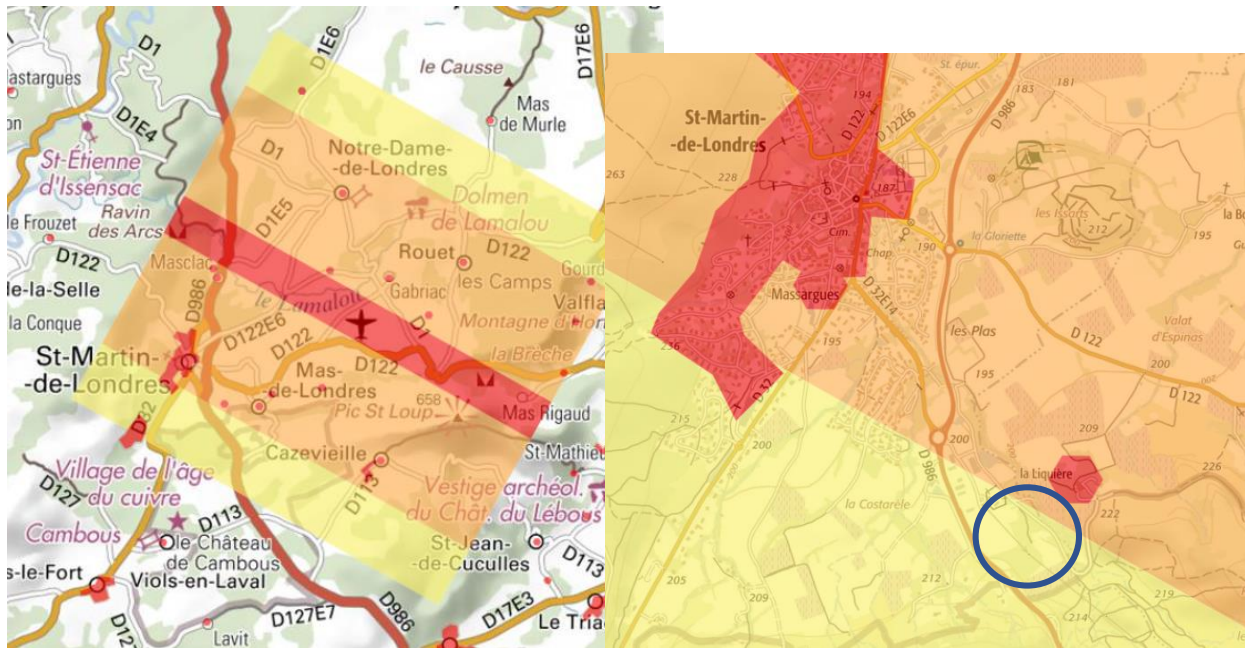 D1
D1E6
D17E6
le Causse
Mas
de Murle
astargues
D1E4
St-Étienne
d'Issensac
D1
Notre-Dame-
de-Londres
Dolmen
de Lamalou
Ravin
des Arcs
D1E5
le Frouzet
D122
Masclac
Rouet
D122
les Camps
Gourd
-de-la-Selle
D986
le Lamalou
Gabriac
Valfla
la Conque
D122E6
D1
Montagne d'Hor
St-Martin-
-de-Londres
D122
D122
la Brèche
Mas-
-de-Londres
658
Pic St Loup
Mas Rigaud
D32
Cazevieille
St-Mathieu
Village de l'âge
du cuivre
D127
D113
Vestige archéol.
du Chât. du Lébous
Cambous
D113
le Château
de Cambous
St-Jean-
-de-Cuculles
D113
s-le-Fort
Viols-en-Laval
D127E7
D986
D17E3
Le Tria
Lavit
St. épur.
181
183
194
D 986
St-Martin-
-de-Londres
D 122
D 122E6
263
228
187
les Issarts
212
la Bo
195
Cim.
190
la Gloriette
Chap.
Massargues
D 32E14
les Plas
D 122
Valat
d'Espinas
236
195
195
200
D 32
215
200
209
200
200
la Liquière
226
D 986
la Costarele
222
205
212
209
214
209